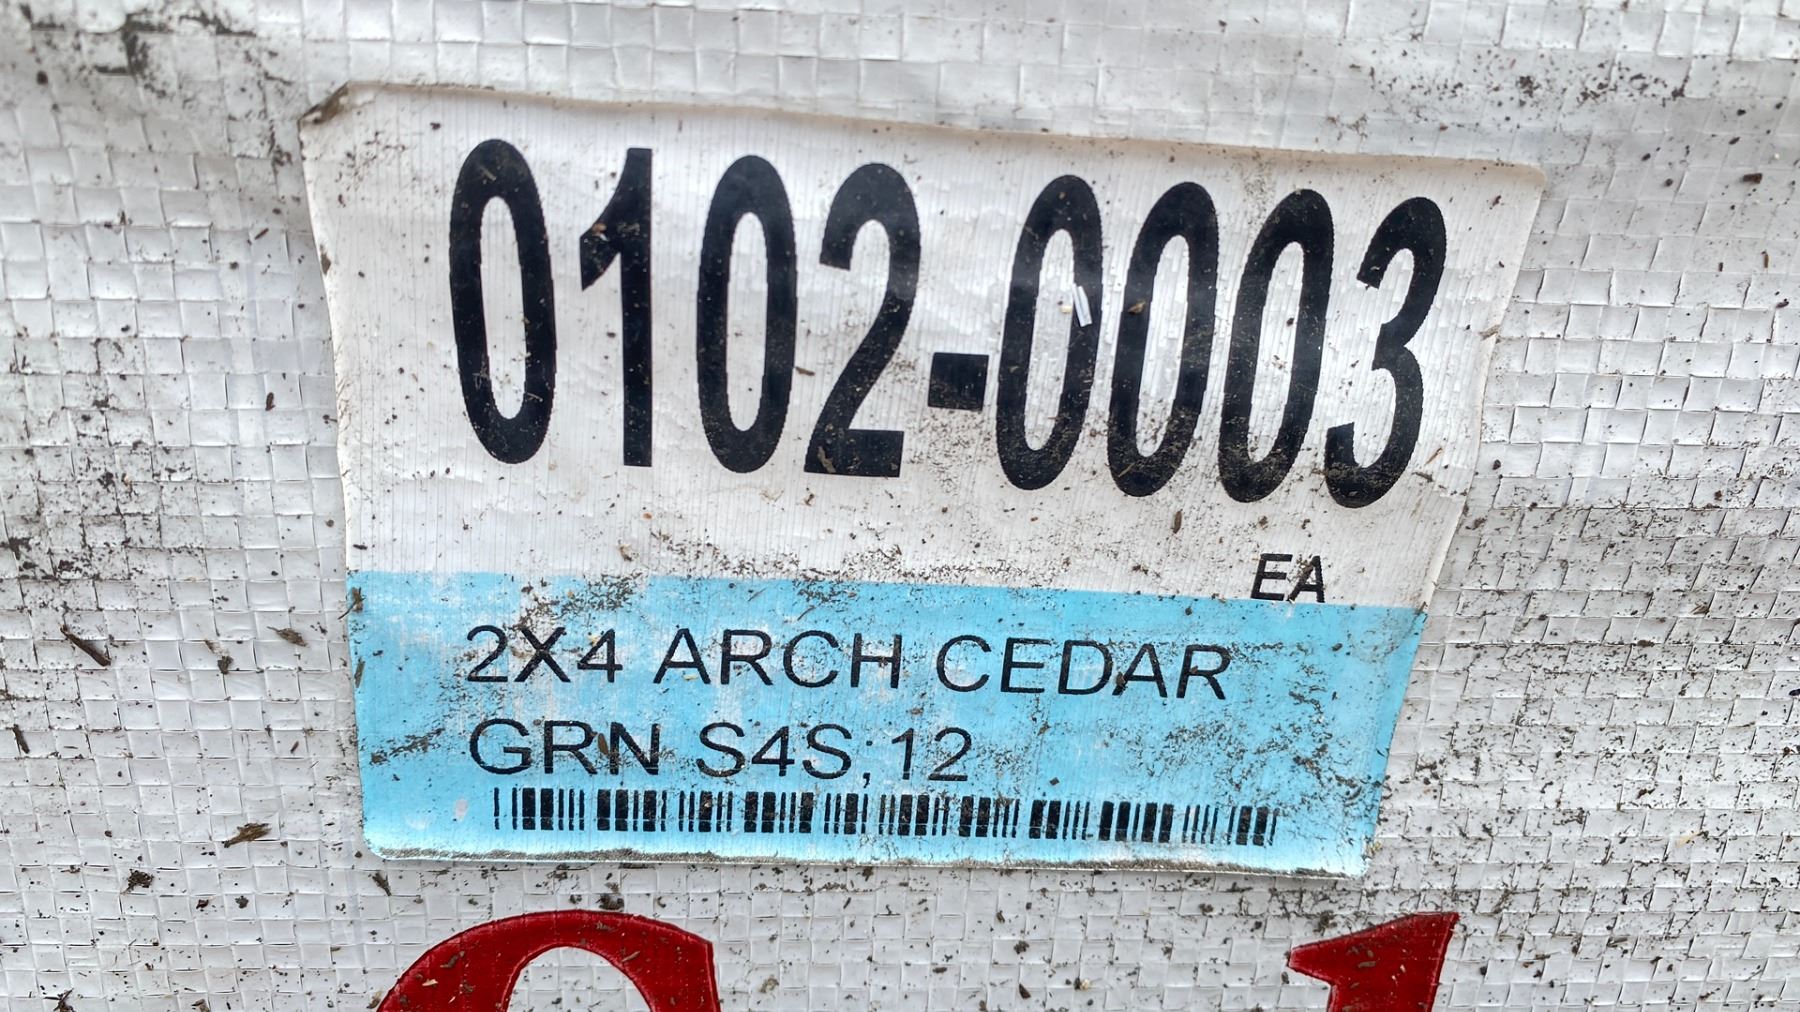 0102-0003
EA
2X4 ARCH CEDAR
GRN S4S;12